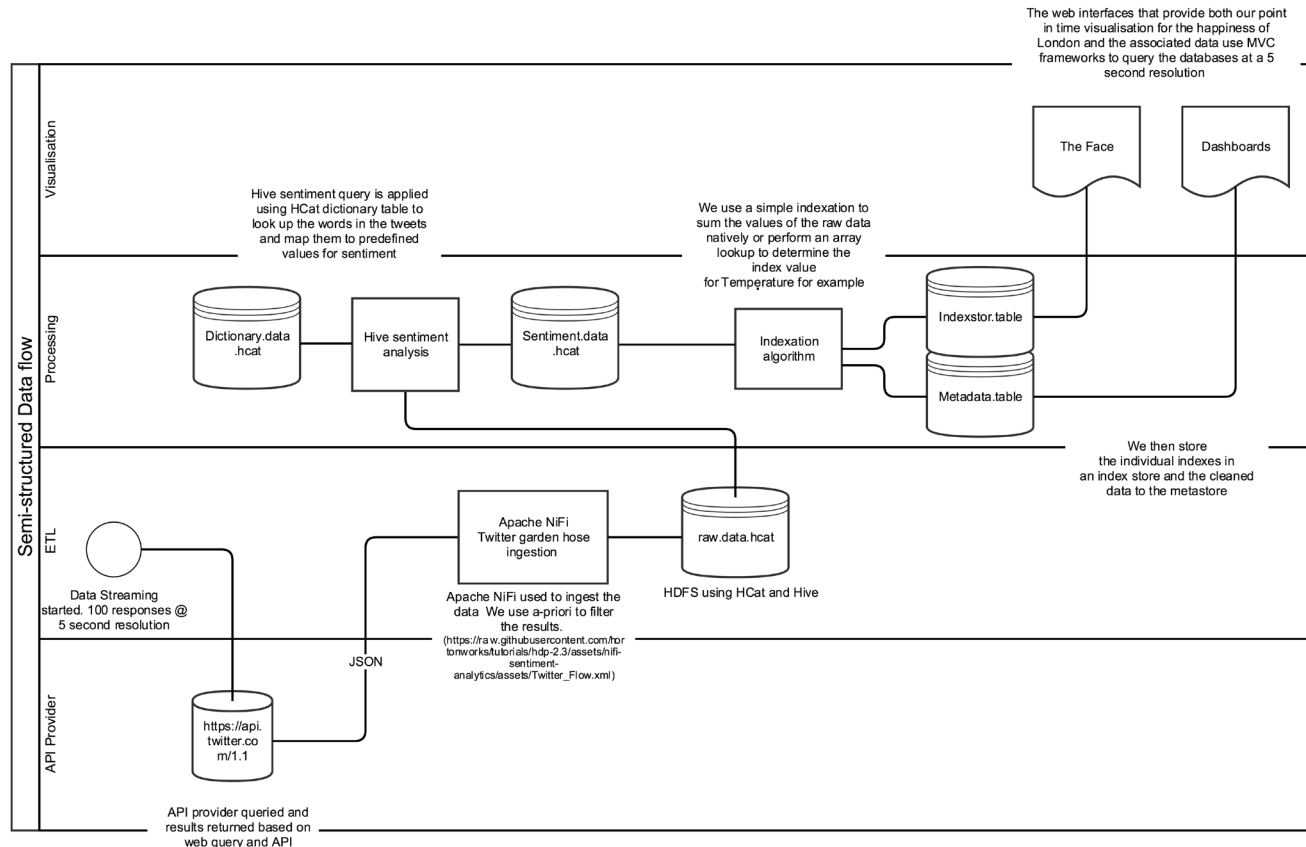 The web interfaces that provide both our point
in time visualisation for the happiness of
London and the associated data use MVC
frameworks to query the databases at a 5
second resolution
Semi-structured Data flow
Visualisation
The Face
Dashboards
Hive sentiment query is applied
using HCat dictionary table to
look up the words in the tweets
and map them to predefined
values for sentiment
We use a simple indexation to
sum the values of the raw data
natively or perform an array
lookup to determine the
index value
for Temperature for example
Processing
Dictionary.data
.hcat
Hive sentiment
analysis
Sentiment.data
.hcat
Indexation
algorithm
Indexstor.table
Metadata.table
We then store
the individual indexes in
an index store and the cleaned
data to the metastore
ETL
Data Streaming
started. 100 responses @
5 second resolution
Apache NiFi
Twitter garden hose
ingestion
Apache NiFi used to ingest the
data We use a-priori to filter
the results.
(https://raw.githubusercontent.com/hor
tonworks/tutorials/hdp-2.3/assets/nifi-
sentiment-
analytics/assets/Twitter_Flow.xml)
raw.data.hcat
HDFS using HCat and Hive
JSON
API Provider
https://api.
twitter.co
m/1.1
API provider queried and
results returned based on
web query and API